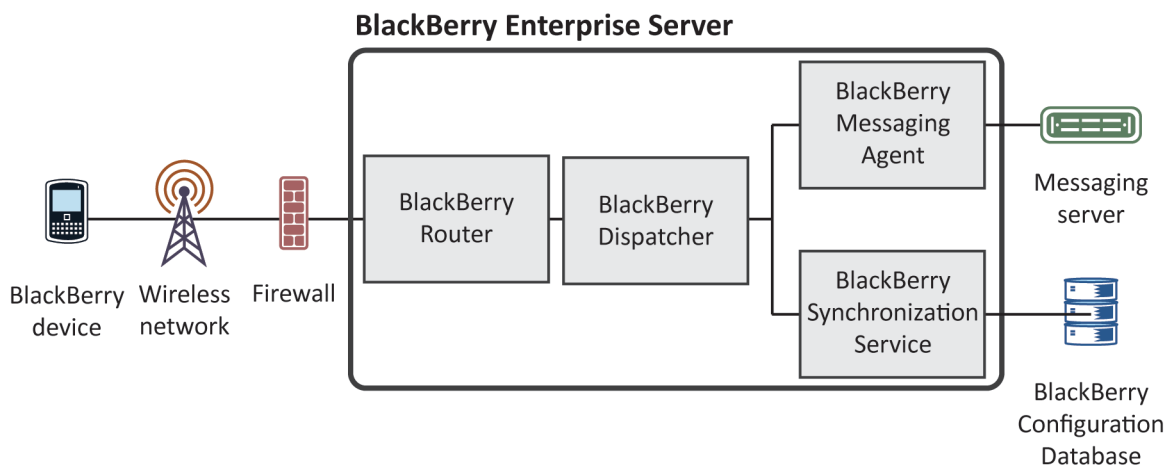 BlackBerry Enterprise Server
BlackBerry
device
Wireless
network
Firewall
BlackBerry
Router
BlackBerry
Dispatcher
BlackBerry
Messaging
Agent
BlackBerry
Synchronization
Service
Messaging
server
BlackBerry
Configuration
Database